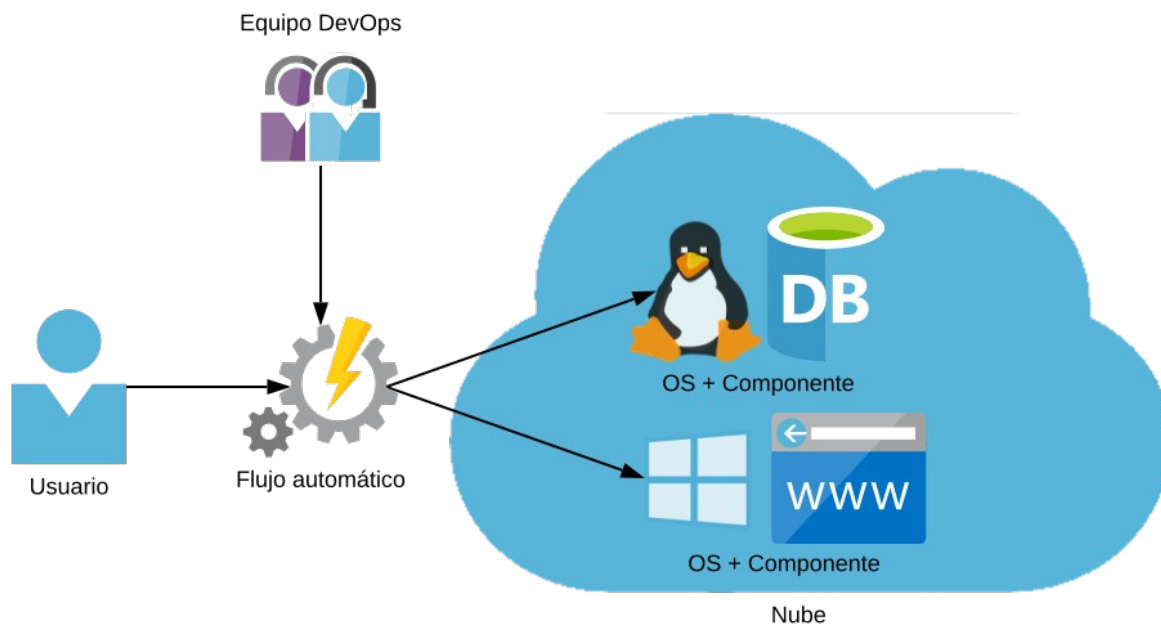 Equipo DevOps
DB
OS + Componente
Usuario
Flujo automático
WWW
OS + Componente
Nube